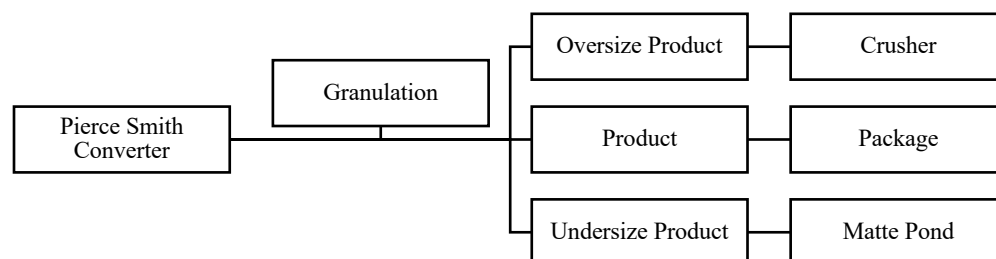 Pierce Smith
Converter
Granulation
Oversize Product
Crusher
Product
Package
Undersize Product
Matte Pond